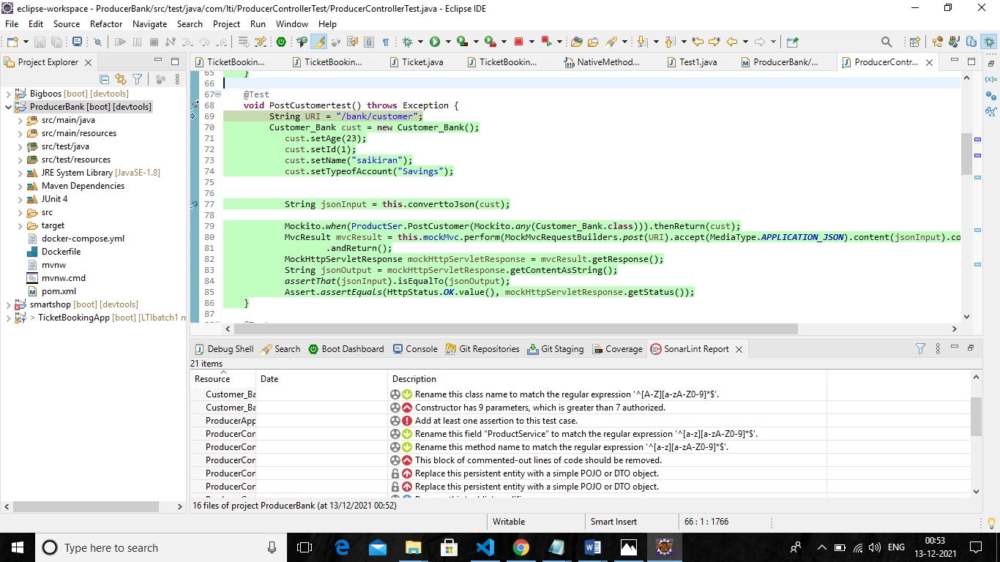 eclipse-workspace - ProducerBank/src/test/java/com/lti/ProducerControllerTest/ProducerControllerTest.java - Eclipse IDE
File Edit Source Refactor Navigate Search Project Run Window Help
Project Explorer
TicketBookin... TicketBookin... Ticket.java TicketBookin... NativeMethod... Test1.java ProducerBank/... ProducerContr...
Bigboos [boot] [devtools]
ProducerBank [boot] [devtools]
src/main/java
src/main/resources
src/test/java
src/test/resources
JRE System Library [JavaSE-1.8]
Maven Dependencies
JUnit 4
src
target
docker-compose.yml
Dockerfile
mvnw
mvnw.cmd
pom.xml
smartshop [boot] [devtools]
> TicketBookingApp [boot] [LTIbatch1 m
65 }
66
67 @Test
68 void PostCustomertest() throws Exception {
69 String URI = "/bank/customer";
70 Customer_Bank cust = new Customer_Bank();
71 cust.setAge(23);
72 cust.setId(1);
73 cust.setName("saikiran");
74 cust.setTypeofAccount("Savings");
75
76
77 String jsonInput = this.converttoJson(cust);
78
79 Mockito.when(ProductSer.PostCustomer(Mockito.any(Customer_Bank.class))).thenReturn(cust);
80 MvcResult mvcResult = this.mockMvc.perform(MockMvcRequestBuilders.post(URI).accept(MediaType.APPLICATION_JSON).content(jsonInput).co
81 .andReturn();
82 MockHttpServletResponse mockHttpServletResponse = mvcResult.getResponse();
83 String jsonOutput = mockHttpServletResponse.getContentAsString();
84 assertThat(jsonInput).isEqualTo(jsonOutput);
85 Assert.assertEquals(HttpStatus.OK.value(), mockHttpServletResponse.getStatus());
86 }
87
Debug Shell Search Boot Dashboard Console Git Repositories Git Staging Coverage SonarLint Report
21 items
Resource Date Description
Customer_Ba Rename this class name to match the regular expression '^[A-Z][a-zA-Z0-9]*$'.
Customer_Ba Constructor has 9 parameters, which is greater than 7 authorized.
ProducerApp Add at least one assertion to this test case.
ProducerCon Rename this field "ProductService" to match the regular expression '^[a-z][a-zA-Z0-9]*$'.
ProducerCon Rename this method name to match the regular expression '^[a-z][a-zA-Z0-9]*$'.
ProducerCon This block of commented-out lines of code should be removed.
ProducerCon Replace this persistent entity with a simple POJO or DTO object.
ProducerCon Replace this persistent entity with a simple POJO or DTO object.
16 files of project ProducerBank (at 13/12/2021 00:52)
Writable Smart Insert 66 : 1 : 1766
Type here to search
ENG
00:53
13-12-2021